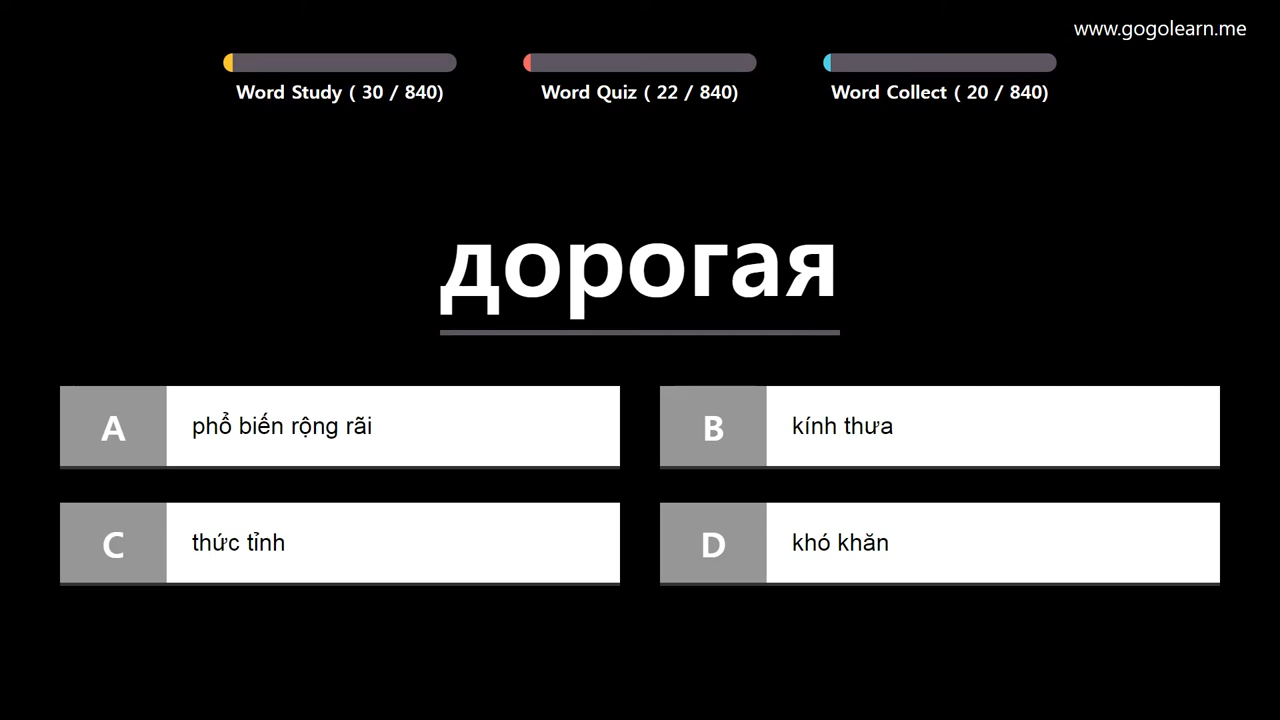 www.gogolearn.me
Word Study ( 30 / 840)
Word Quiz ( 22 / 840)
Word Collect ( 20 / 840)
дорогая
A phổ biến rộng rãi
B kính thưa
C thức tỉnh
D khó khăn